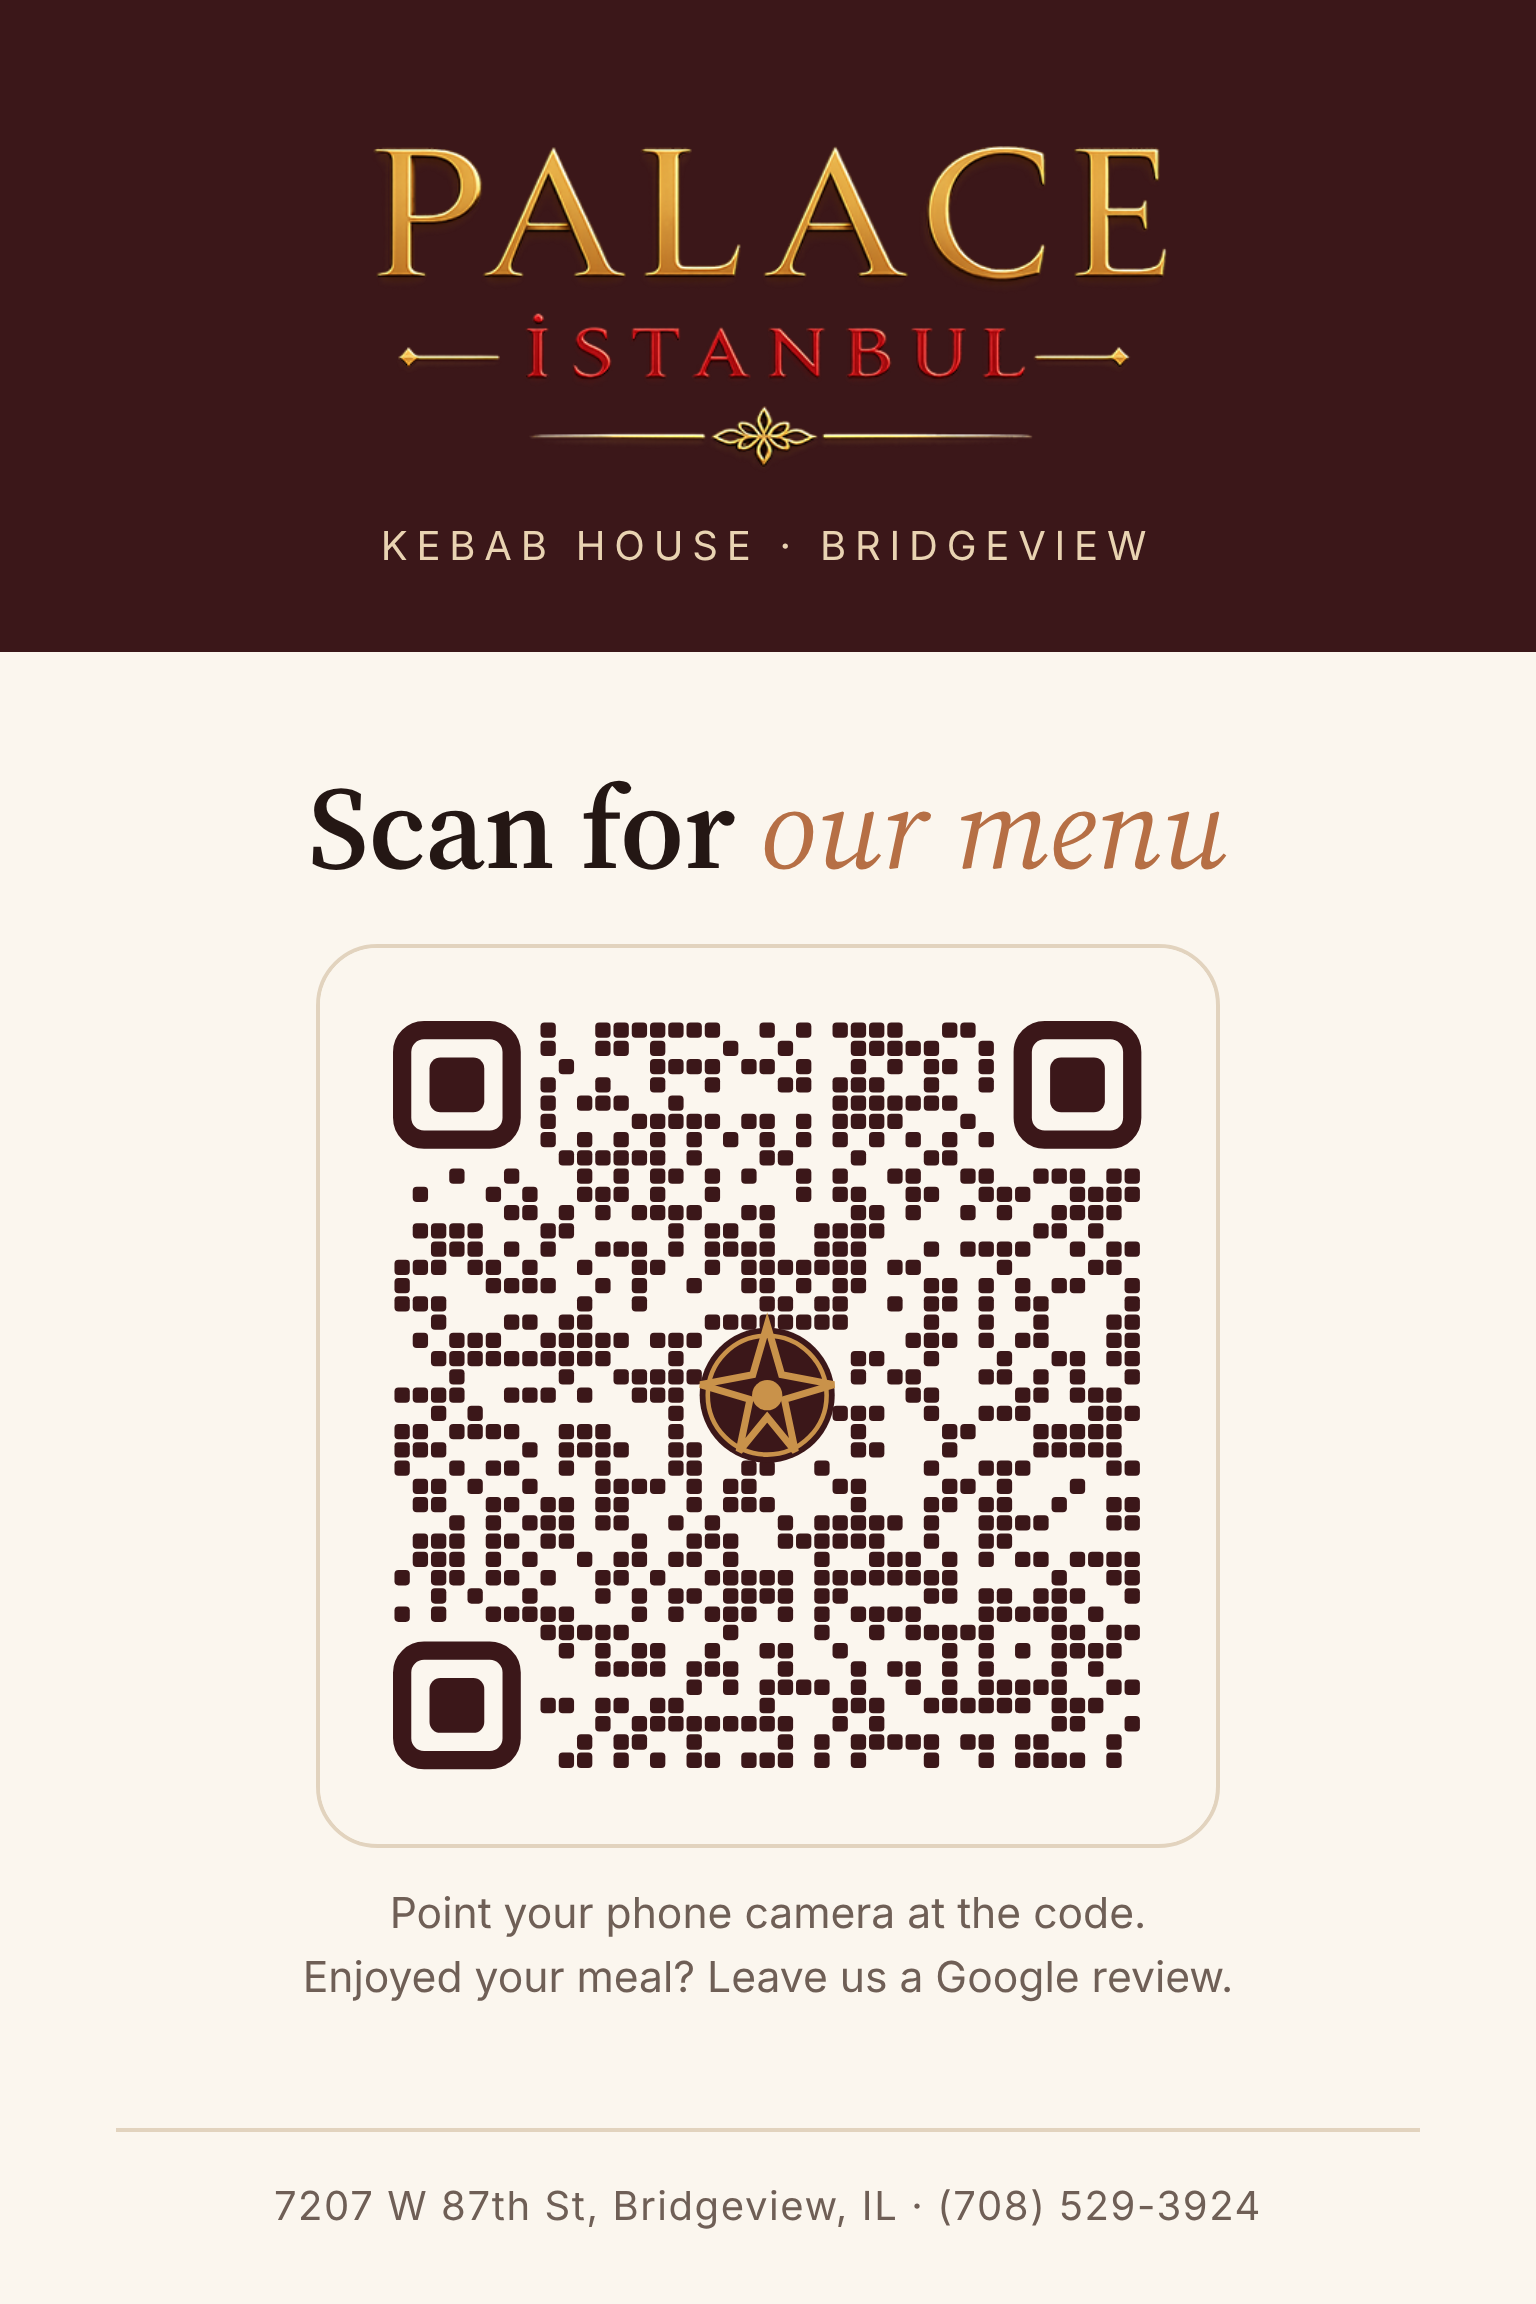 PALACE
İSTANBUL
KEBAB HOUSE · BRIDGEVIEW
Scan for our menu
Point your phone camera at the code.
Enjoyed your meal? Leave us a Google review.
7207 W 87th St, Bridgeview, IL · (708) 529-3924